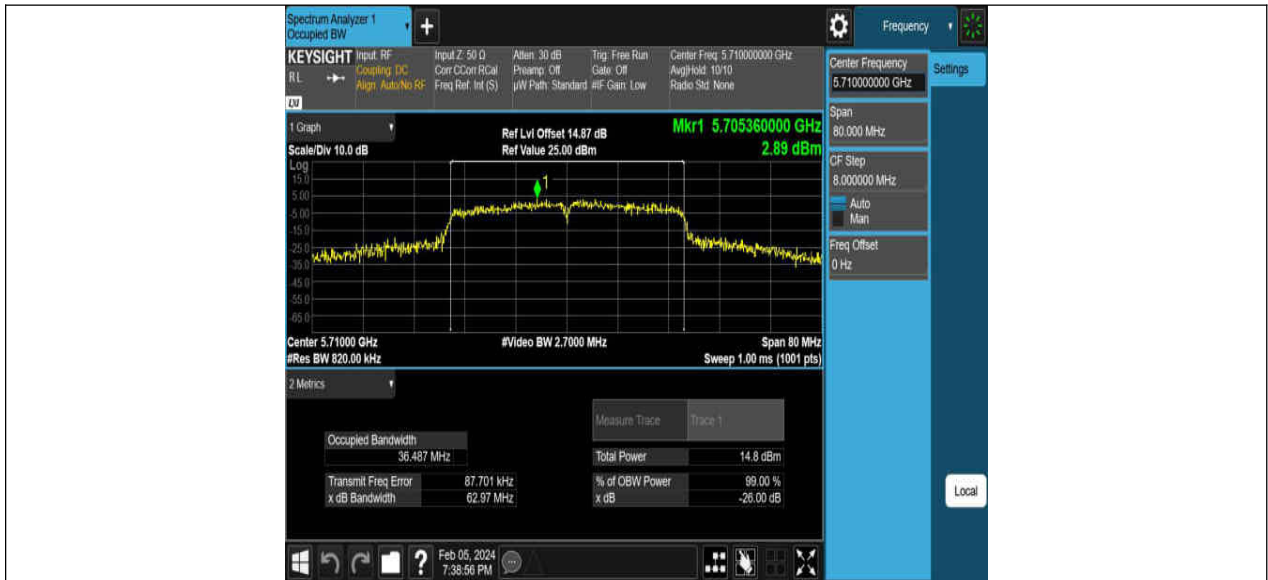 Spectrum Analyzer 1
Occupied BW
+
Frequency
KEYSIGHT
RL
LXI
Input: RF
Coupling: DC
Align: Auto/No RF
Input Z: 50 Ω
Corr CCorr RCal
Freq Ref: Int (S)
Atten: 30 dB
Preamp: Off
µW Path: Standard
Trig: Free Run
Gate: Off
#IF Gain: Low
Center Freq: 5.710000000 GHz
Avg|Hold: 10/10
Radio Std: None
Center Frequency
5.710000000 GHz
Settings
Span
80.000 MHz
CF Step
8.000000 MHz
Auto
Man
Freq Offset
0 Hz
Local
1 Graph
Scale/Div 10.0 dB
Ref Lvl Offset 14.87 dB
Ref Value 25.00 dBm
Mkr1 5.705360000 GHz
2.89 dBm
Log
15.0
5.00
-5.00
-15.0
-25.0
-35.0
-45.0
-55.0
-65.0
1
Center 5.71000 GHz
#Video BW 2.7000 MHz
Span 80 MHz
#Res BW 820.00 kHz
Sweep 1.00 ms (1001 pts)
2 Metrics
Measure Trace
Trace 1
Occupied Bandwidth
36.487 MHz
Total Power
14.8 dBm
Transmit Freq Error
87.701 kHz
% of OBW Power
99.00 %
x dB Bandwidth
62.97 MHz
x dB
-26.00 dB
?
Feb 05, 2024
7:38:56 PM